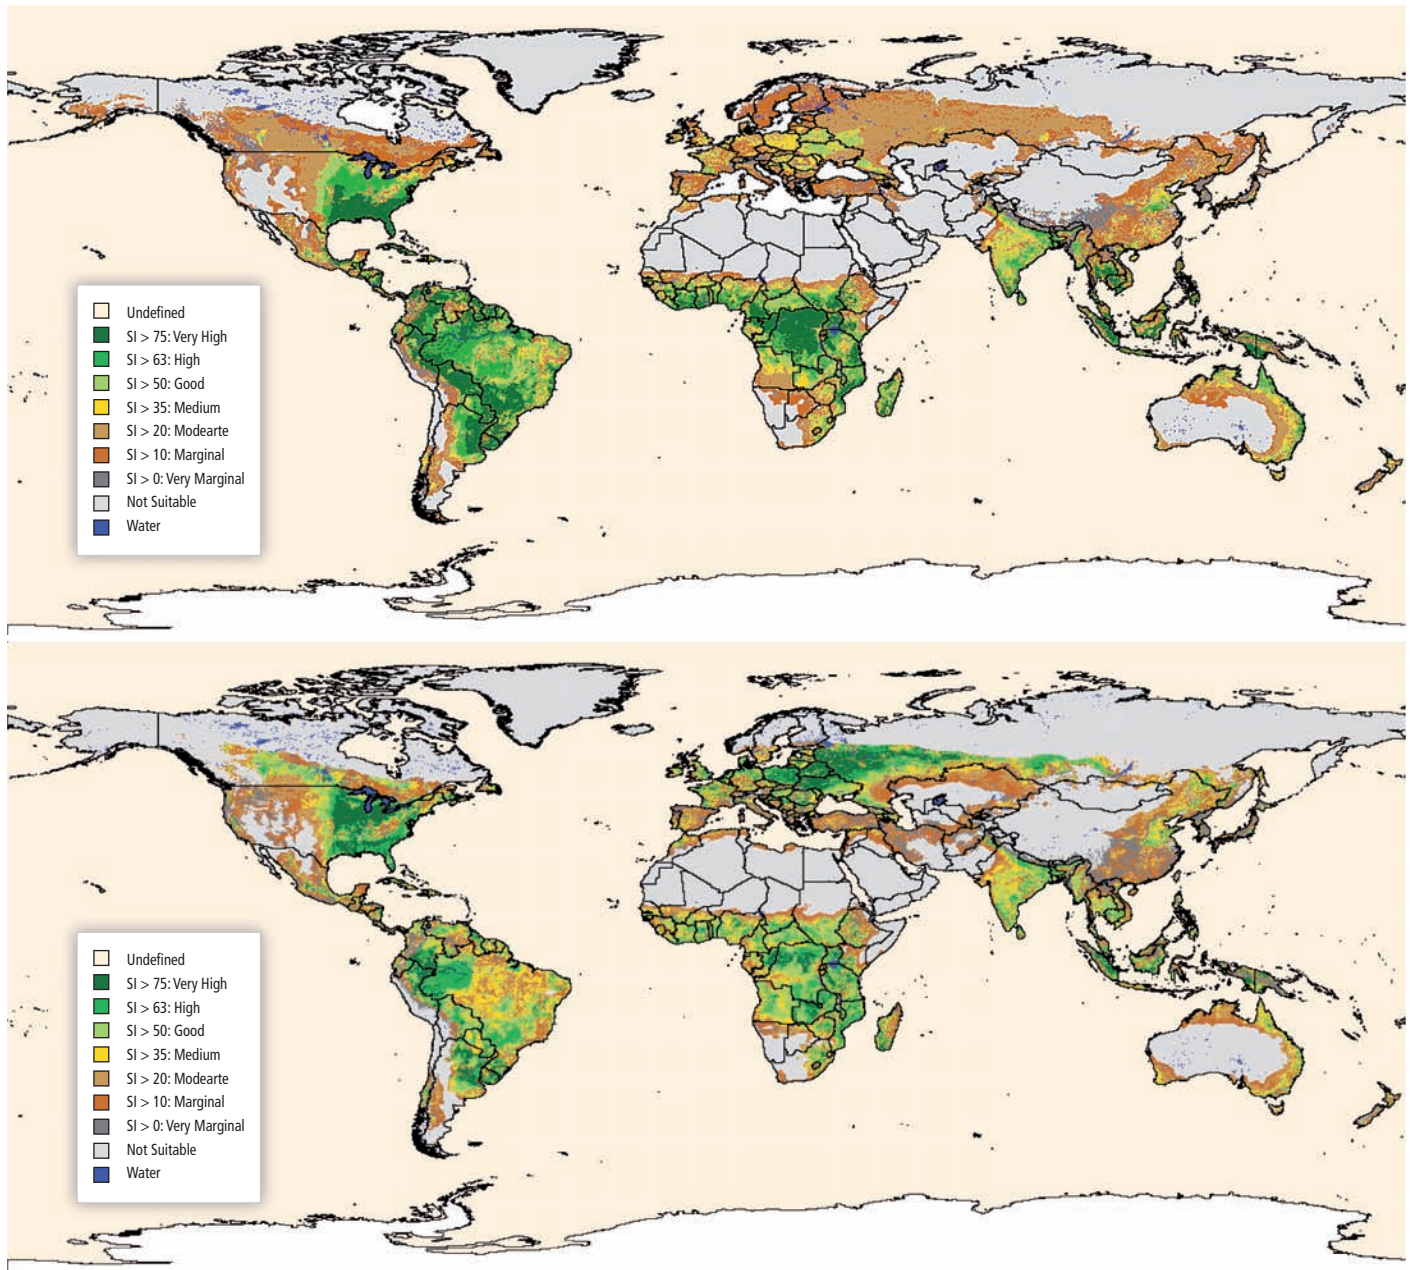 Undefined
SI > 75: Very High
SI > 63: High
SI > 50: Good
SI > 35: Medium
SI > 20: Modearte
SI > 10: Marginal
SI > 0: Very Marginal
Not Suitable
Water
Undefined
SI > 75: Very High
SI > 63: High
SI > 50: Good
SI > 35: Medium
SI > 20: Modearte
SI > 10: Marginal
SI > 0: Very Marginal
Not Suitable
Water